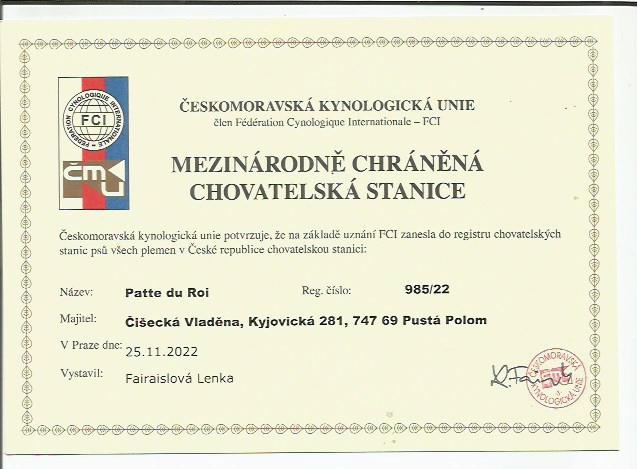 FÉDÉRATION CYNOLOGIQUE INTERNATIONALE
FCI
ČMKU
ČESKOMORAVSKÁ KYNOLOGICKÁ UNIE
člen Fédération Cynologique Internationale – FCI
MEZINÁRODNĚ CHRÁNĚNÁ
CHOVATELSKÁ STANICE
Českomoravská kynologická unie potvrzuje, že na základě uznání FCI zanesla do registru chovatelských
stanic psů všech plemen v České republice chovatelskou stanici:
Název: Patte du Roi Reg. číslo: 985/22
Majitel: Čišecká Vladěna, Kyjovická 281, 747 69 Pustá Polom
V Praze dne: 25.11.2022
Vystavil: Fairaislová Lenka
ČESKOMORAVSKÁ
KYNOLOGICKÁ UNIE